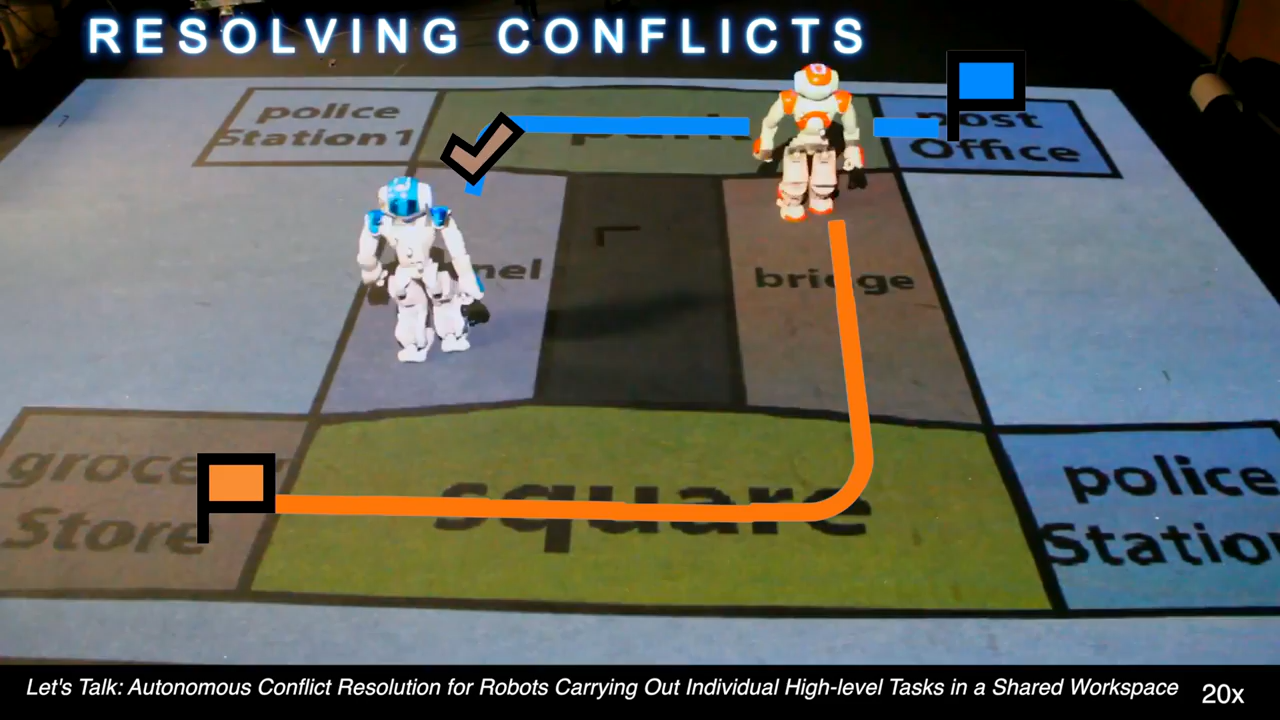 RESOLVING CONFLICTS
police
Station1
park
post
Office
nel
bridge
grocery
Store
square
police
Station
Let's Talk: Autonomous Conflict Resolution for Robots Carrying Out Individual High-level Tasks in a Shared Workspace
20x